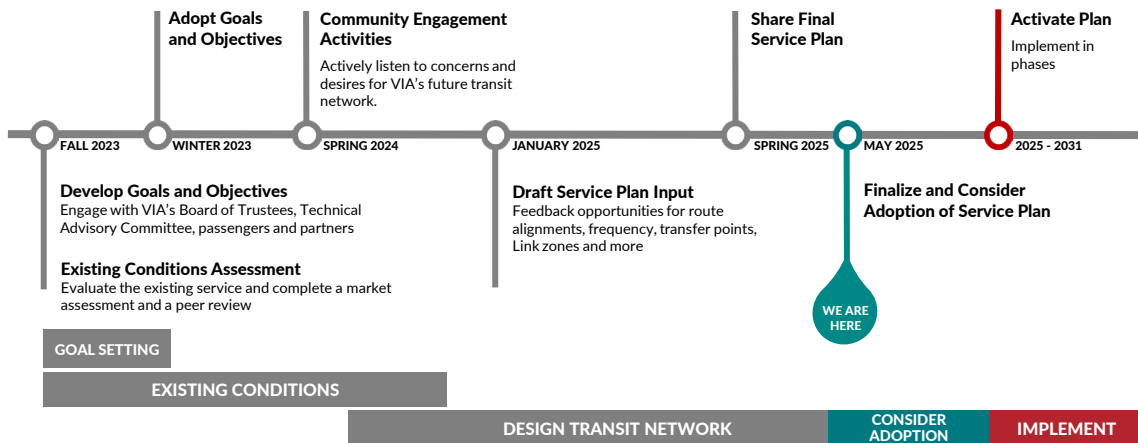 Adopt Goals
and Objectives
Community Engagement
Activities
Actively listen to concerns and
desires for VIA's future transit
network.
Share Final
Service Plan
Activate Plan
Implement in
phases
FALL 2023
WINTER 2023
SPRING 2024
JANUARY 2025
SPRING 2025
MAY 2025
2025 - 2031
Develop Goals and Objectives
Engage with VIA's Board of Trustees, Technical
Advisory Committee, passengers and partners
Existing Conditions Assessment
Evaluate the existing service and complete a market
assessment and a peer review
Draft Service Plan Input
Feedback opportunities for route
alignments, frequency, transfer points,
Link zones and more
Finalize and Consider
Adoption of Service Plan
WE ARE
HERE
GOAL SETTING
EXISTING CONDITIONS
DESIGN TRANSIT NETWORK
CONSIDER
ADOPTION
IMPLEMENT